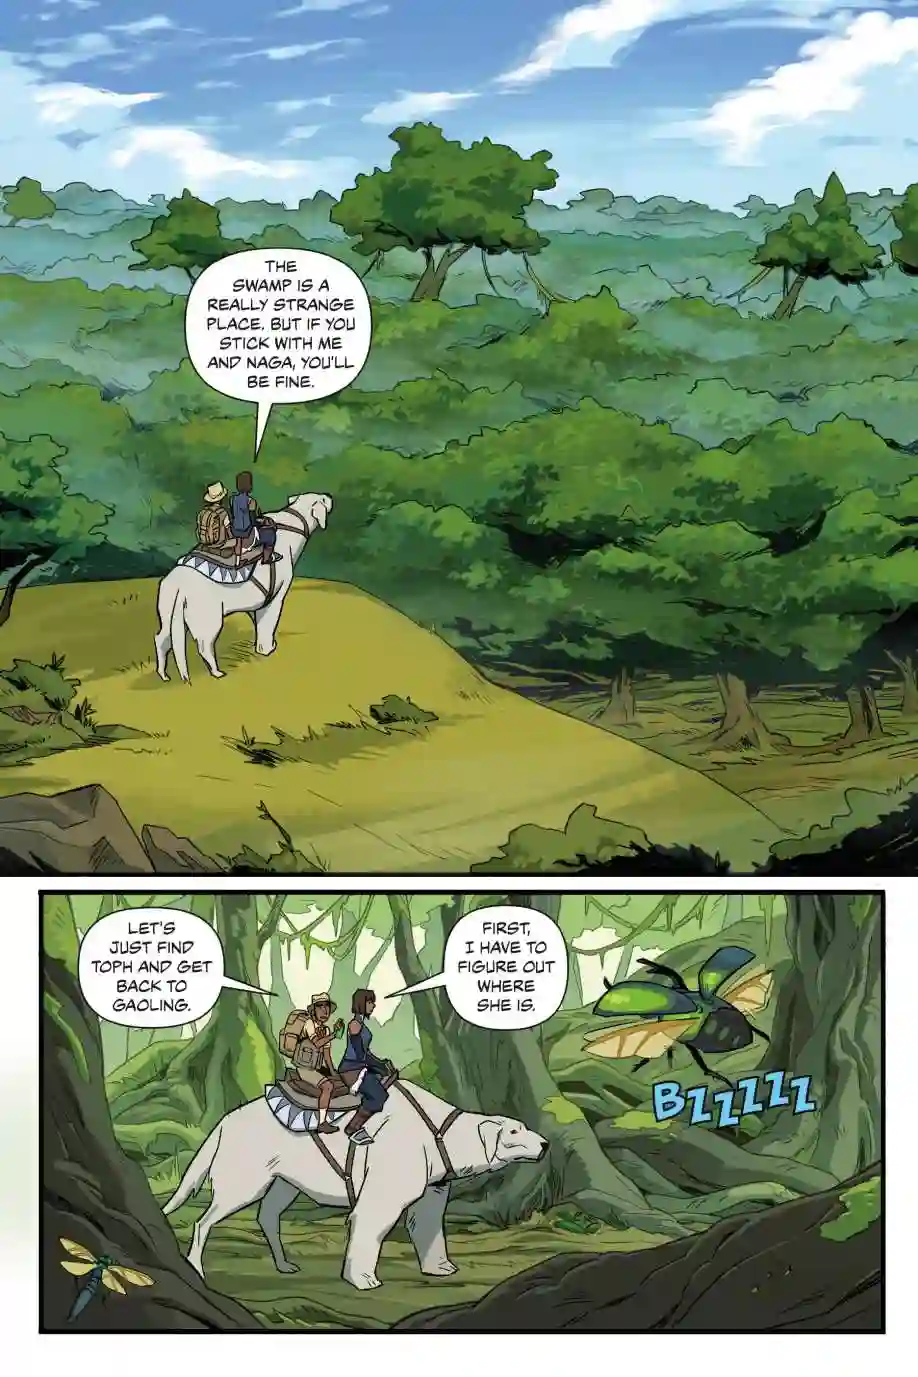 THE
SWAMP IS A
REALLY STRANGE
PLACE. BUT IF YOU
STICK WITH ME
AND NAGA, YOU'LL
BE FINE.
LET'S
JUST FIND
TOPH AND GET
BACK TO
GAOLING.
FIRST,
I HAVE TO
FIGURE OUT
WHERE
SHE IS.
BZZZZZ